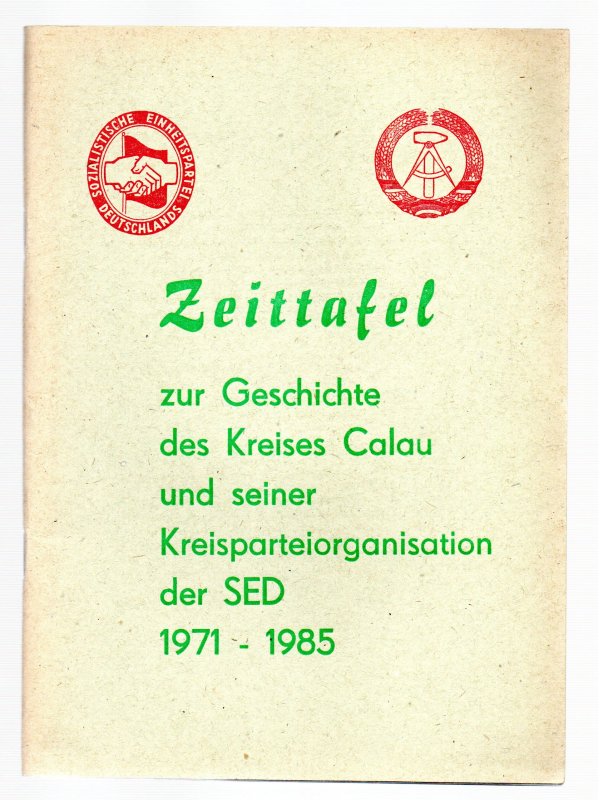 SOZIALISTISCHE EINHEITSPARTEI DEUTSCHLANDS
Zeittafel
zur Geschichte
des Kreises Calau
und seiner
Kreisparteiorganisation
der SED
1971 - 1985